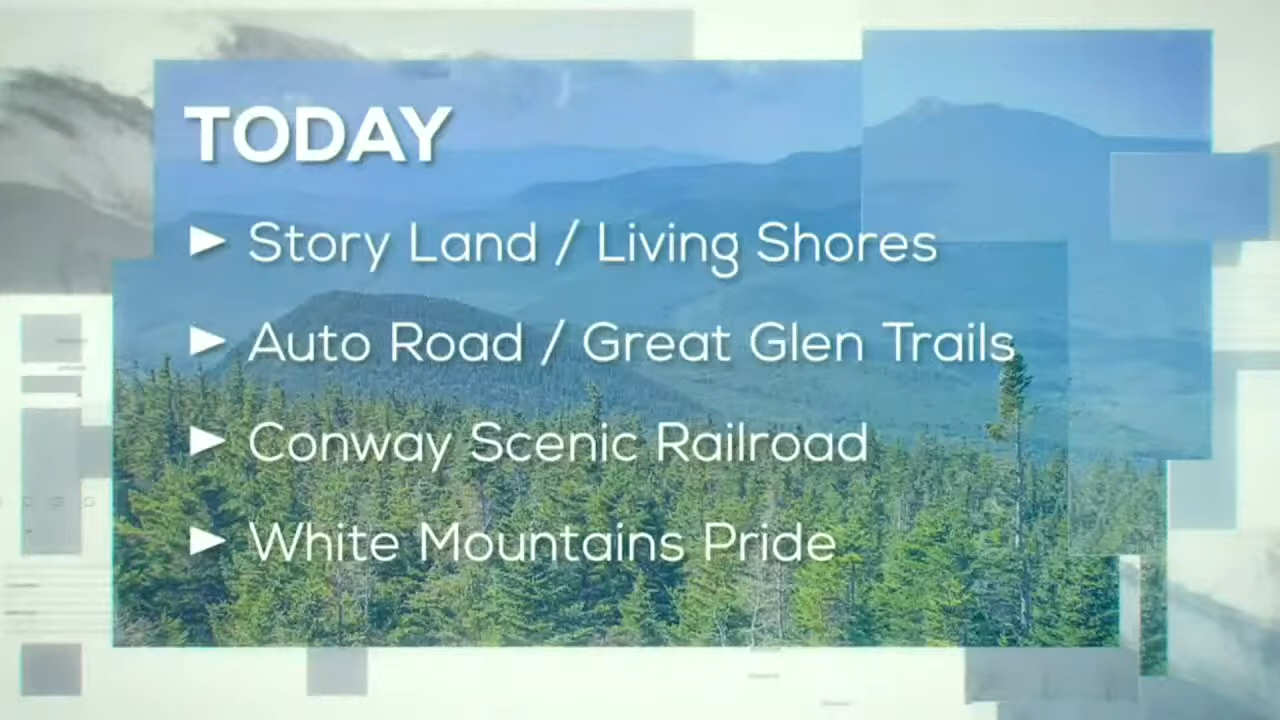 TODAY
► Story Land / Living Shores
► Auto Road / Great Glen Trails
► Conway Scenic Railroad
► White Mountains Pride